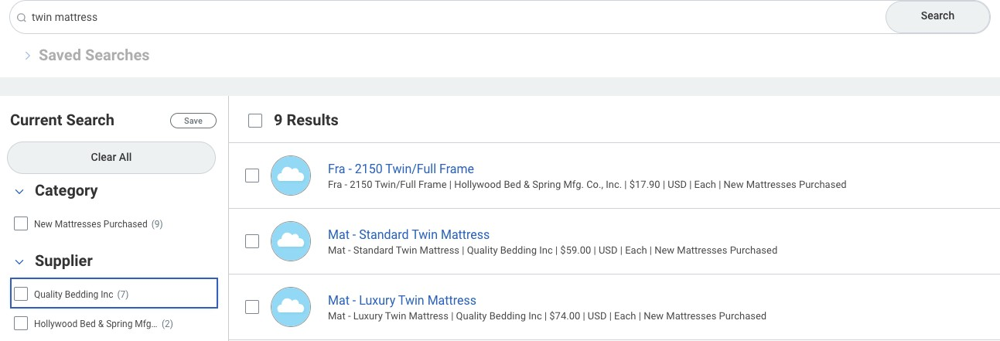 twin mattress
Search
Saved Searches
Current Search
Save
Clear All
Category
New Mattresses Purchased (9)
Supplier
Quality Bedding Inc (7)
Hollywood Bed & Spring Mfg... (2)
9 Results
Fra - 2150 Twin/Full Frame
Fra - 2150 Twin/Full Frame | Hollywood Bed & Spring Mfg. Co., Inc. | $17.90 | USD | Each | New Mattresses Purchased
Mat - Standard Twin Mattress
Mat - Standard Twin Mattress | Quality Bedding Inc | $59.00 | USD | Each | New Mattresses Purchased
Mat - Luxury Twin Mattress
Mat - Luxury Twin Mattress | Quality Bedding Inc | $74.00 | USD | Each | New Mattresses Purchased